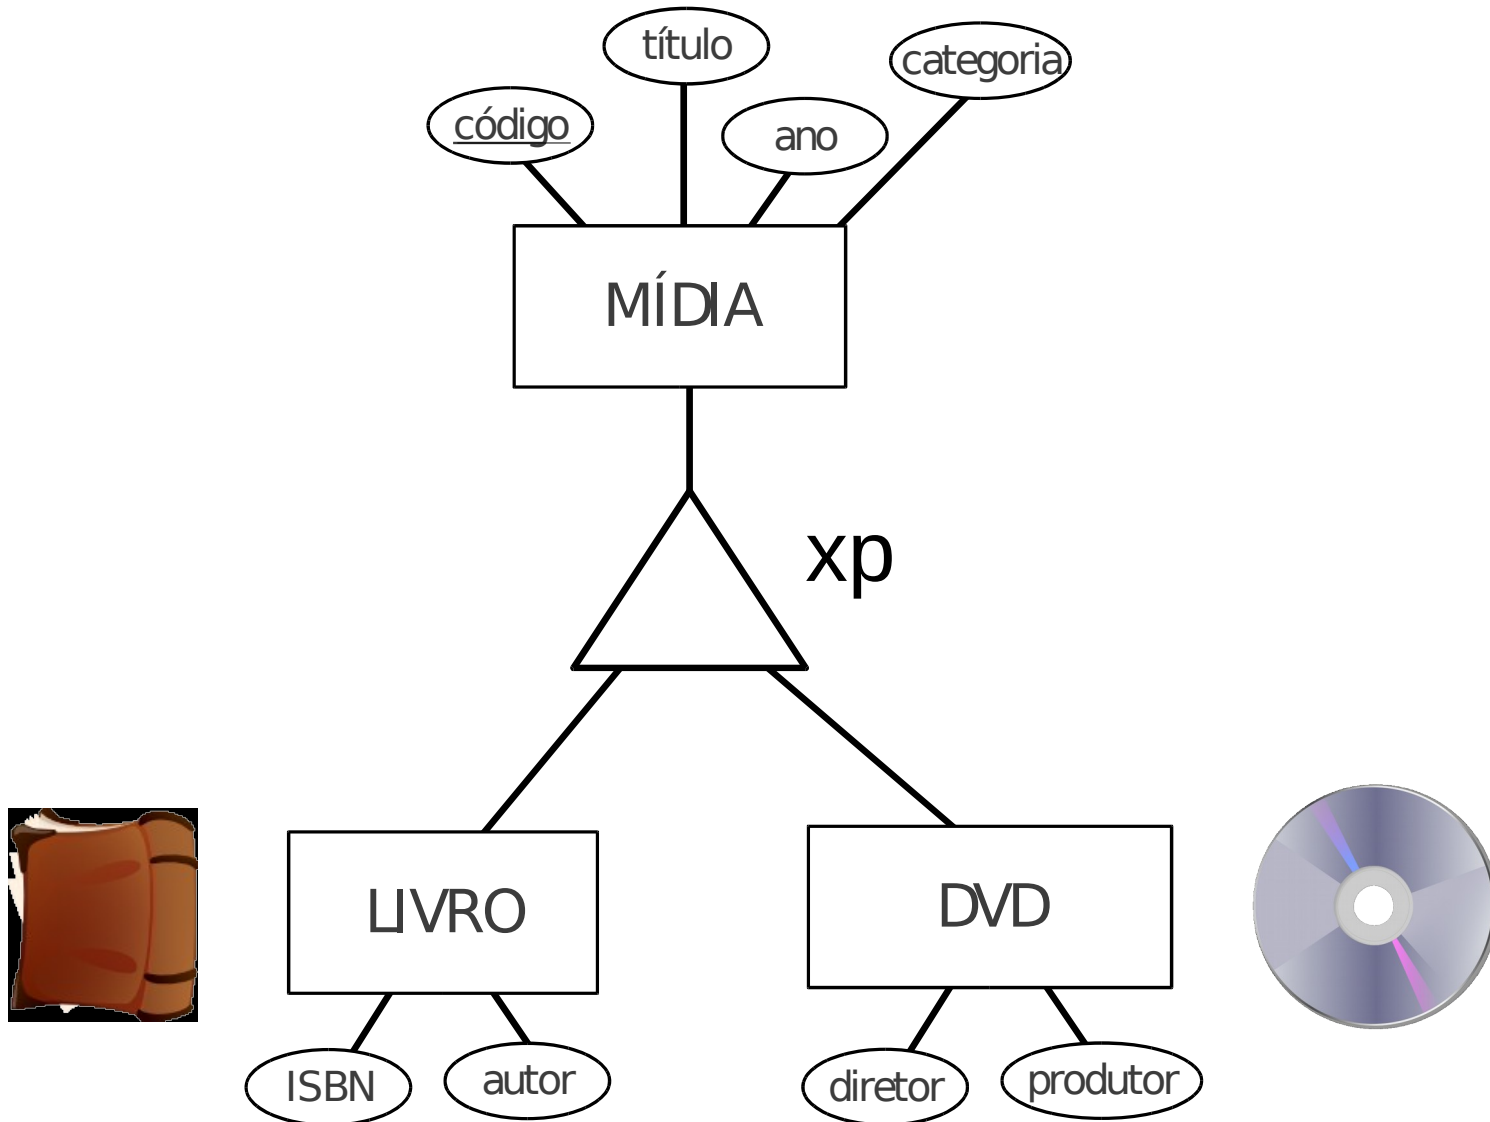 título
categoria
código
ano
MÍDIA
xp
LIVRO
DVD
ISBN
autor
diretor
produtor